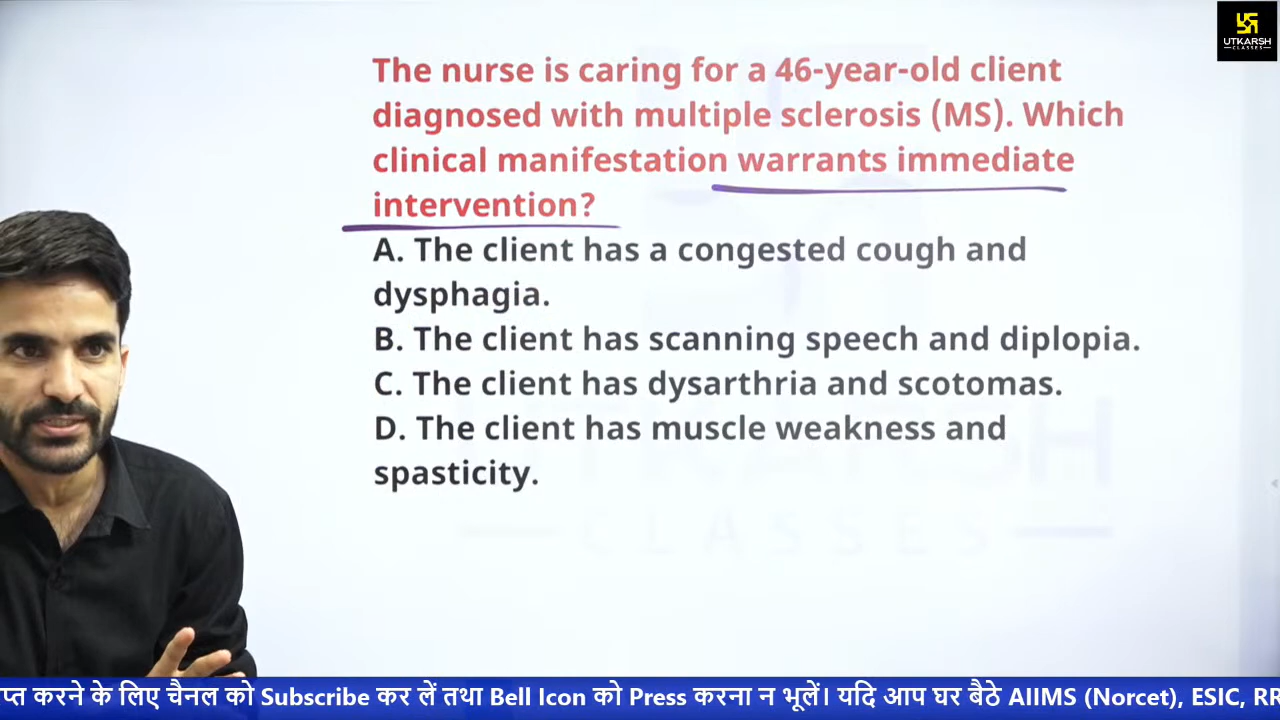 UTKARSH
CLASSES
The nurse is caring for a 46-year-old client
diagnosed with multiple sclerosis (MS). Which
clinical manifestation warrants immediate
intervention?
A. The client has a congested cough and
dysphagia.
B. The client has scanning speech and diplopia.
C. The client has dysarthria and scotomas.
D. The client has muscle weakness and
spasticity.
UTKARSH
CLASSES
प्त करने के लिए चैनल को Subscribe कर लें तथा Bell Icon को Press करना न भूलें। यदि आप घर बैठे AIIMS (Norcet), ESIC, RR